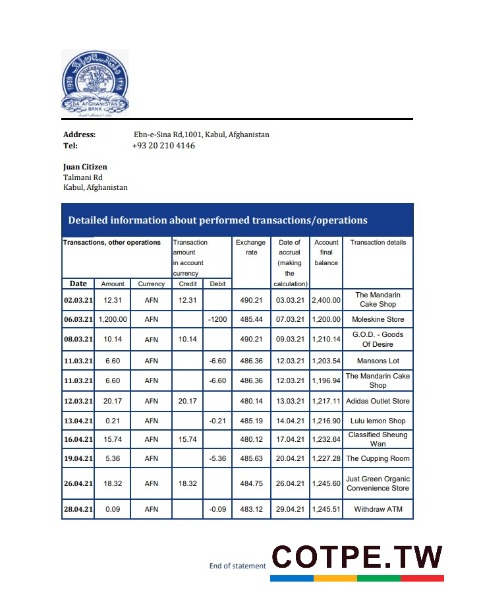 DA AFGHANISTAN
BANK
Address: Ebn-e-Sina Rd,1001, Kabul, Afghanistan
Tel: +93 20 210 4146
Juan Citizen
Talmani Rd
Kabul, Afghanistan
Detailed information about performed transactions/operations
Transactions, other operations Transaction amount in account currency Exchange rate Date of accrual (making the calculation) Account final balance Transaction details
Date Amount Currency Credit Debit
02.03.21 12.31 AFN 12.31 490.21 03.03.21 2,400.00 The Mandarin Cake Shop
06.03.21 1,200.00 AFN -1200 485.44 07.03.21 1,200.00 Moleskine Store
08.03.21 10.14 AFN 10.14 490.21 09.03.21 1,210.14 G.O.D. - Goods Of Desire
11.03.21 6.60 AFN -6.60 486.36 12.03.21 1,203.54 Mansons Lot
11.03.21 6.60 AFN -6.60 486.36 12.03.21 1,196.94 The Mandarin Cake Shop
12.03.21 20.17 AFN 20.17 480.14 13.03.21 1,217.11 Adidas Outlet Store
13.04.21 0.21 AFN -0.21 485.19 14.04.21 1,216.90 Lulu lemon Shop
16.04.21 15.74 AFN 15.74 480.12 17.04.21 1,232.64 Classified Sheung Wan
19.04.21 5.36 AFN -5.36 485.63 20.04.21 1,227.28 The Cupping Room
26.04.21 18.32 AFN 18.32 484.75 26.04.21 1,245.60 Just Green Organic Convenience Store
28.04.21 0.09 AFN -0.09 483.12 29.04.21 1,245.51 Withdraw ATM
End of statement
COTPE.TW